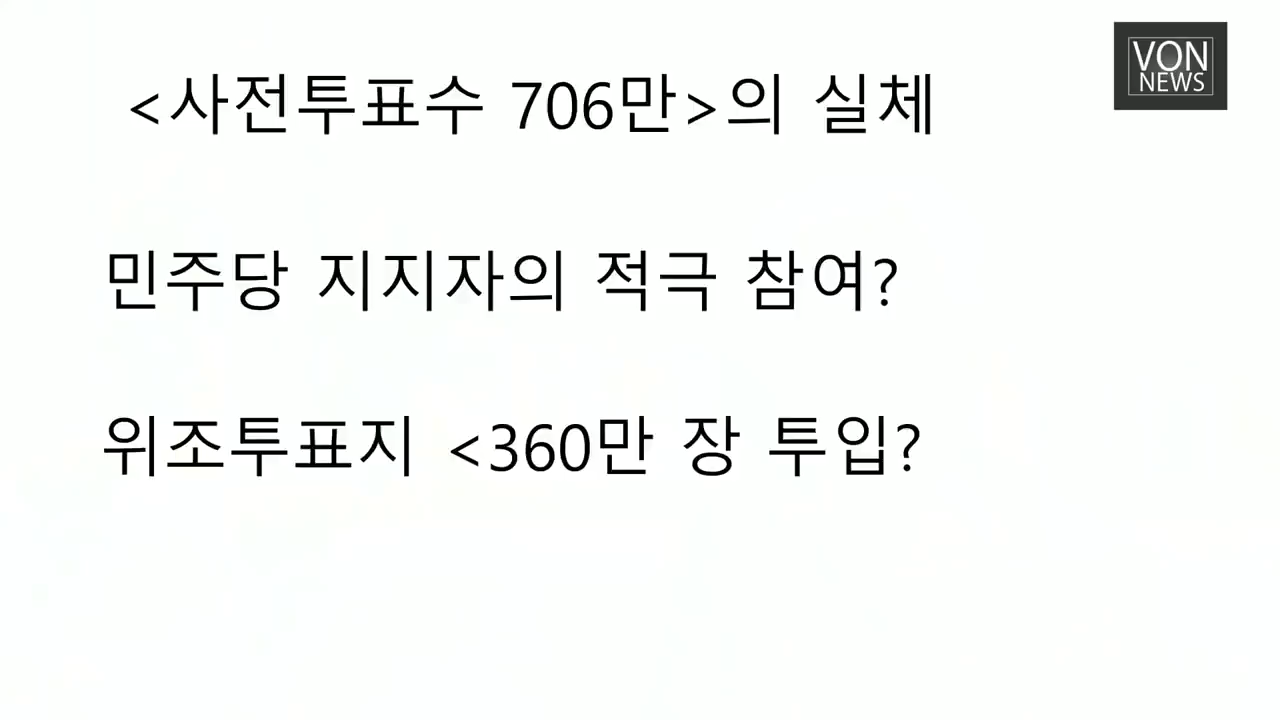 <사전투표수 706만>의 실체
VON
NEWS
민주당 지지자의 적극 참여?
위조투표지 <360만 장 투입?